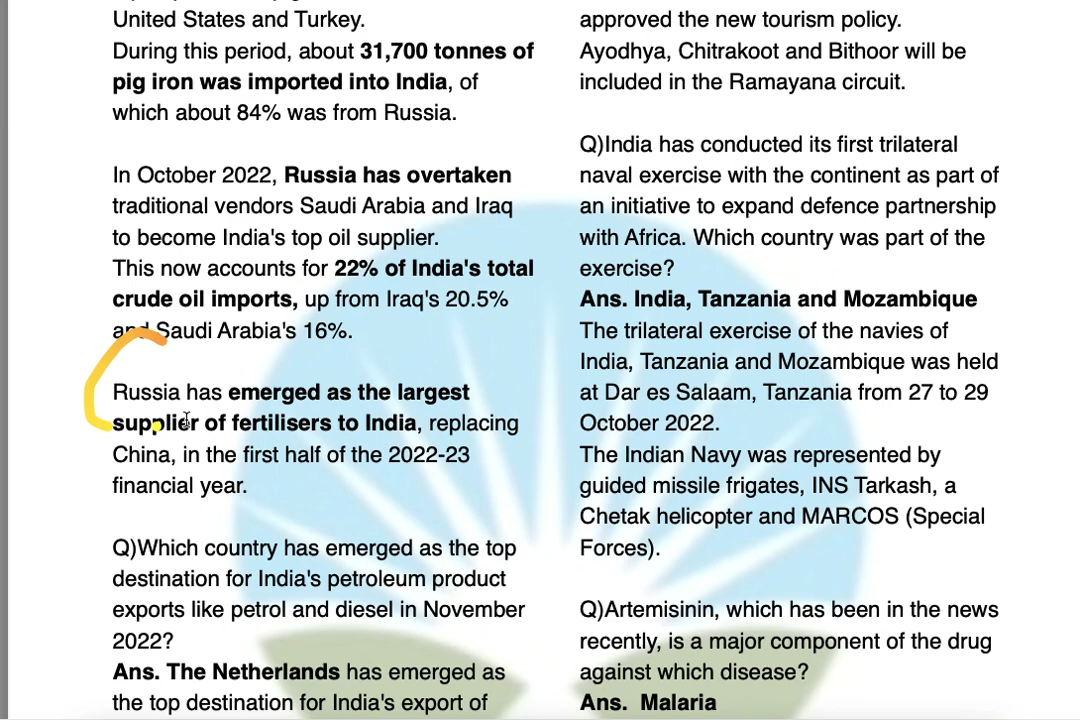 United States and Turkey.
During this period, about 31,700 tonnes of
pig iron was imported into India, of
which about 84% was from Russia.
In October 2022, Russia has overtaken
traditional vendors Saudi Arabia and Iraq
to become India's top oil supplier.
This now accounts for 22% of India's total
crude oil imports, up from Iraq's 20.5%
and Saudi Arabia's 16%.
Russia has emerged as the largest
supplier of fertilisers to India, replacing
China, in the first half of the 2022-23
financial year.
Q)Which country has emerged as the top
destination for India's petroleum product
exports like petrol and diesel in November
2022?
Ans. The Netherlands has emerged as
the top destination for India's export of
approved the new tourism policy.
Ayodhya, Chitrakoot and Bithoor will be
included in the Ramayana circuit.
Q)India has conducted its first trilateral
naval exercise with the continent as part of
an initiative to expand defence partnership
with Africa. Which country was part of the
exercise?
Ans. India, Tanzania and Mozambique
The trilateral exercise of the navies of
India, Tanzania and Mozambique was held
at Dar es Salaam, Tanzania from 27 to 29
October 2022.
The Indian Navy was represented by
guided missile frigates, INS Tarkash, a
Chetak helicopter and MARCOS (Special
Forces).
Q)Artemisinin, which has been in the news
recently, is a major component of the drug
against which disease?
Ans. Malaria